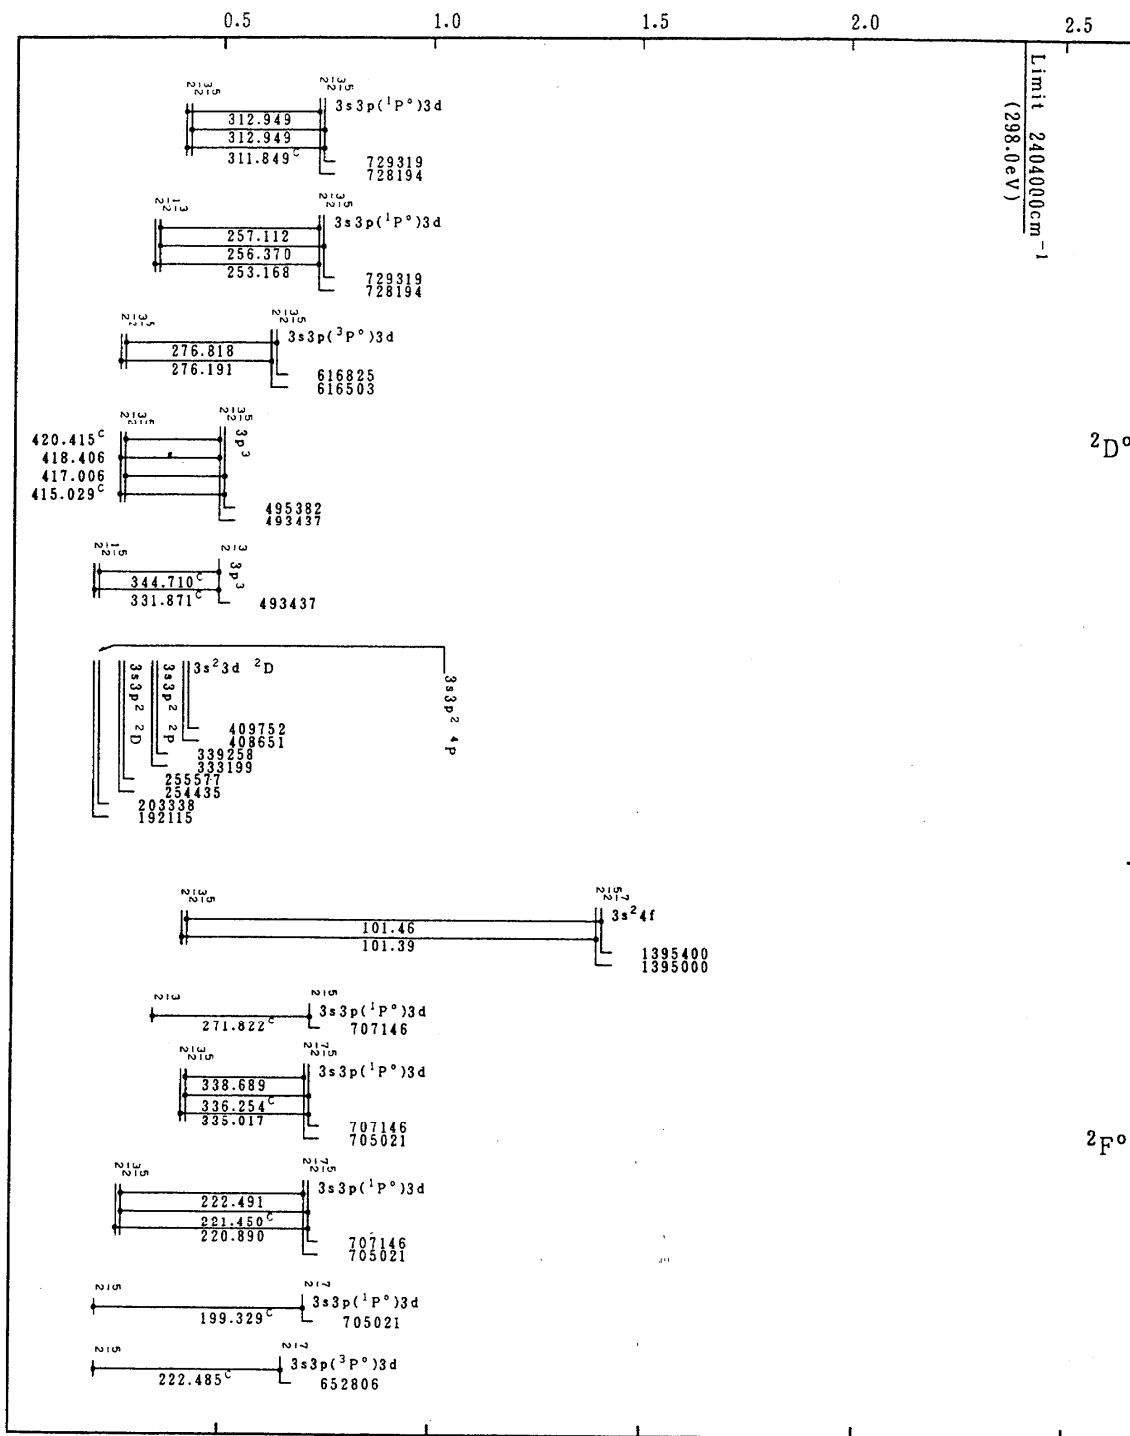 0.5 1.0 1.5 2.0 2.5
Limit 2404000cm⁻¹
(298.0eV)
3s3p(¹P°)3d
312.949
312.949
311.849ᶜ
729319
728194
3s3p(¹P°)3d
257.112
256.370
253.168
729319
728194
3s3p(³P°)3d
276.818
276.191
616825
616503
3p³
420.415ᶜ
418.406
417.006
415.029ᶜ
495382
493437
²D°
3p³
344.710ᶜ
331.871ᶜ
493437
3s3p² ⁴P
3s²3d ²D
3s3p² ²P
3s3p² ²D
409752
408651
339258
333199
255577
254435
203338
192115
3s²4f
101.46
101.39
1395400
1395000
3s3p(¹P°)3d
271.822ᶜ
707146
3s3p(¹P°)3d
338.689
336.254ᶜ
335.017
707146
705021
²F°
3s3p(¹P°)3d
222.491
221.450ᶜ
220.890
707146
705021
3s3p(¹P°)3d
199.329ᶜ
705021
3s3p(³P°)3d
222.485ᶜ
652806